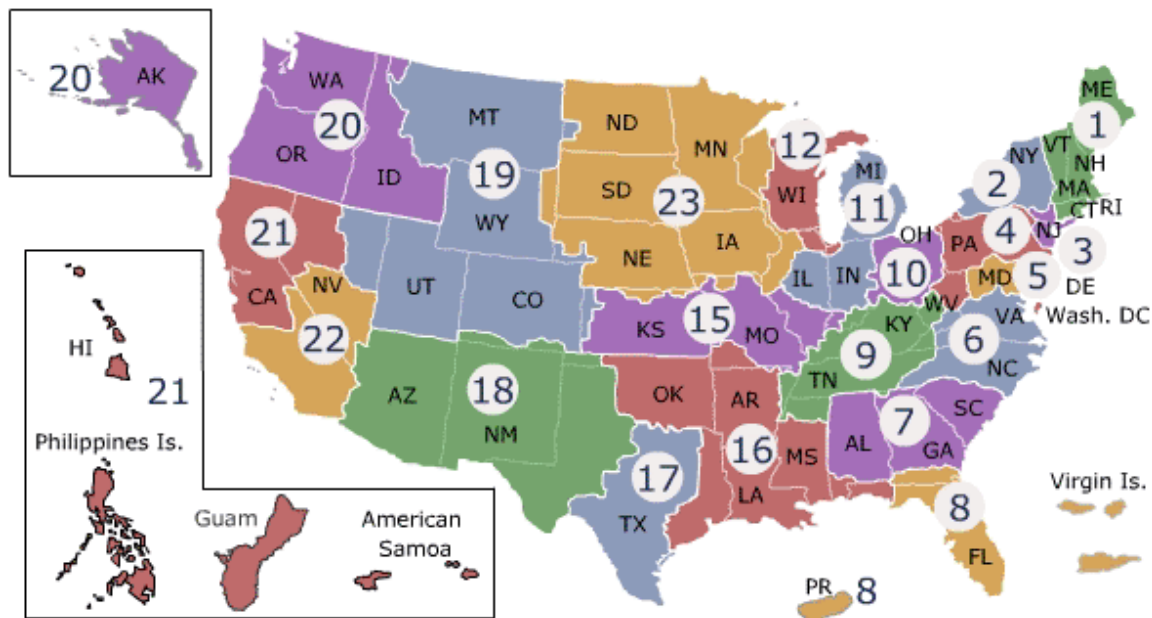 AK
20
WA
20
OR
ID
MT
19
WY
ND
MN
SD
23
NE
IA
12
WI
MI
11
ME
1
VT
NH
NY
2
MA
CT
RI
NJ
3
PA
4
MD
5
DE
Wash. DC
OH
10
IL
IN
WV
VA
6
NC
KY
9
TN
21
CA
NV
22
UT
CO
KS
15
MO
AZ
18
NM
OK
AR
16
MS
LA
17
TX
AL
7
SC
GA
8
FL
HI
21
Philippines Is.
Guam
American
Samoa
PR
8
Virgin Is.